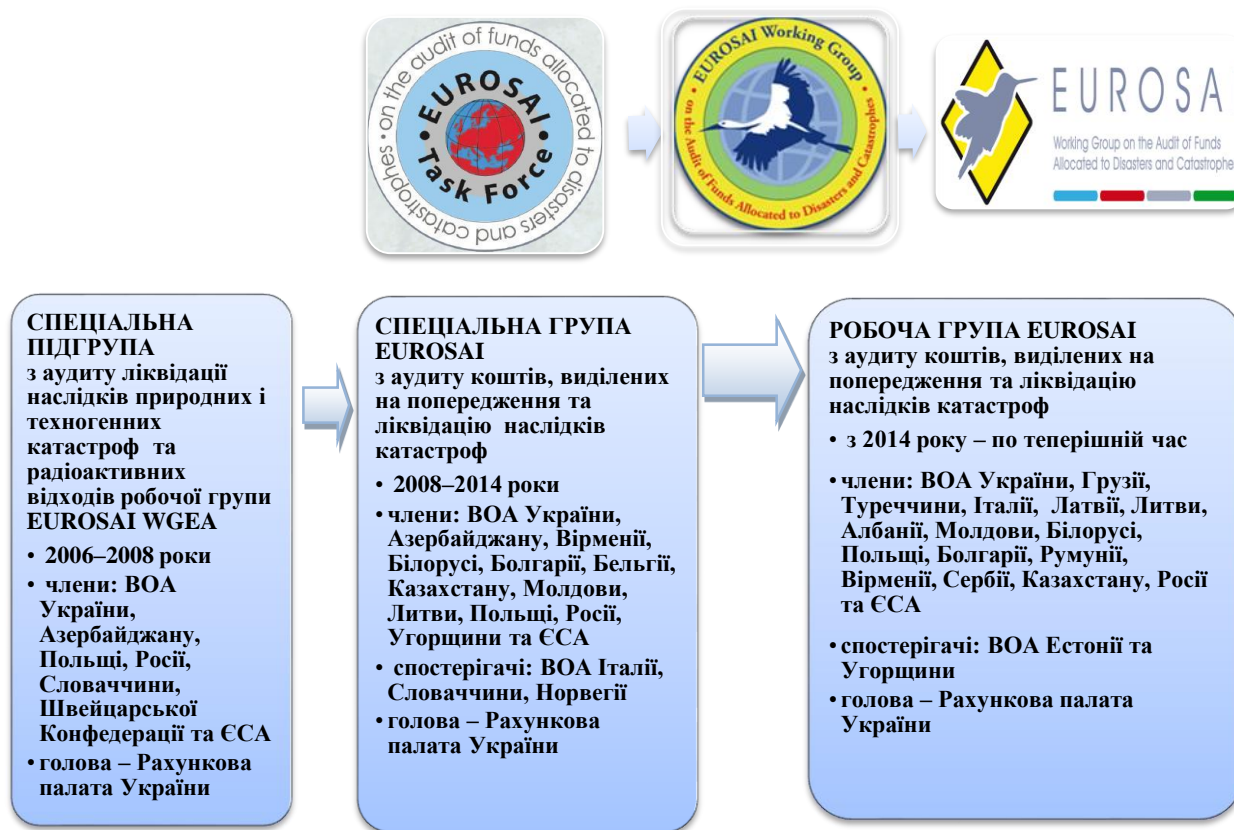 on the audit of funds allocated to disasters and catastrophes •
EUROSAI
• Task Force •
• EUROSAI Working Group •
on the Audit of Funds Allocated to Disasters and Catastrophes
EUROSA
Working Group on the Audit of Funds
Allocated to Disasters and Catastrophe
СПЕЦІАЛЬНА
ПІДГРУПА
з аудиту ліквідації
наслідків природних і
техногенних
катастроф та
радіоактивних
відходів робочої групи
EUROSAI WGEA
• 2006–2008 роки
• члени: ВОА
України,
Азербайджану,
Польщі, Росії,
Словаччини,
Швейцарської
Конфедерації та ЄСА
• голова – Рахункова
палата України
СПЕЦІАЛЬНА ГРУПА
EUROSAI
з аудиту коштів, виділених
на попередження та
ліквідацію наслідків
катастроф
• 2008–2014 роки
• члени: ВОА України,
Азербайджану, Вірменії,
Білорусі, Болгарії, Бельгії,
Казахстану, Молдови,
Литви, Польщі, Росії,
Угорщини та ЄСА
• спостерігачі: ВОА Італії,
Словаччини, Норвегії
• голова – Рахункова
палата України
РОБОЧА ГРУПА EUROSAI
з аудиту коштів, виділених на
попередження та ліквідацію
наслідків катастроф
• з 2014 року – по теперішній час
• члени: ВОА України, Грузії,
Туреччини, Італії, Латвії, Литви,
Албанії, Молдови, Білорусі,
Польщі, Болгарії, Румунії,
Вірменії, Сербії, Казахстану, Росії
та ЄСА
• спостерігачі: ВОА Естонії та
Угорщини
• голова – Рахункова палата
України